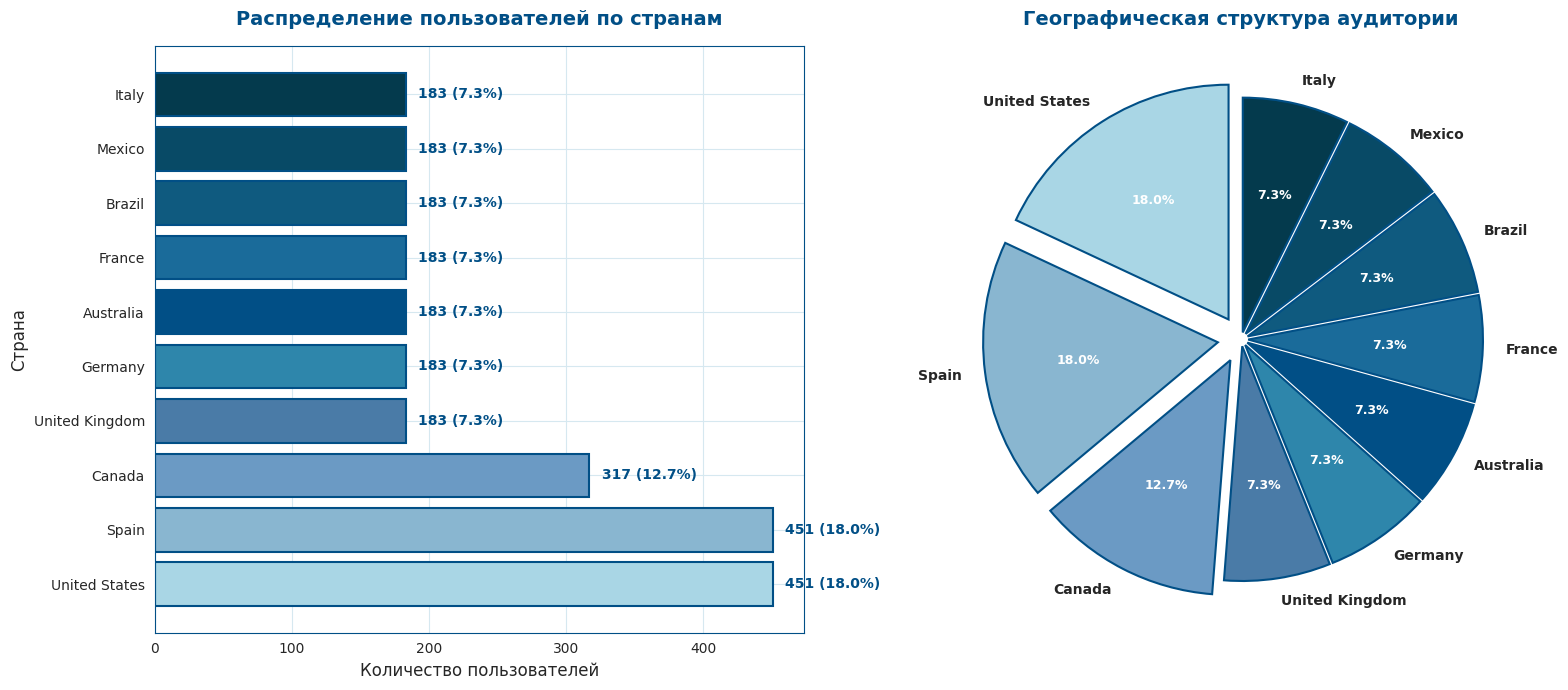 Распределение пользователей по странам
Italy
183 (7.3%)
Mexico
183 (7.3%)
Brazil
183 (7.3%)
France
183 (7.3%)
Australia
183 (7.3%)
Germany
183 (7.3%)
United Kingdom
183 (7.3%)
Canada
317 (12.7%)
Spain
451 (18.0%)
United States
451 (18.0%)
Страна
0
100
200
300
400
Количество пользователей
Географическая структура аудитории
United States
18.0%
Spain
18.0%
Canada
12.7%
United Kingdom
7.3%
Germany
7.3%
Australia
7.3%
France
7.3%
Brazil
7.3%
Mexico
7.3%
Italy
7.3%